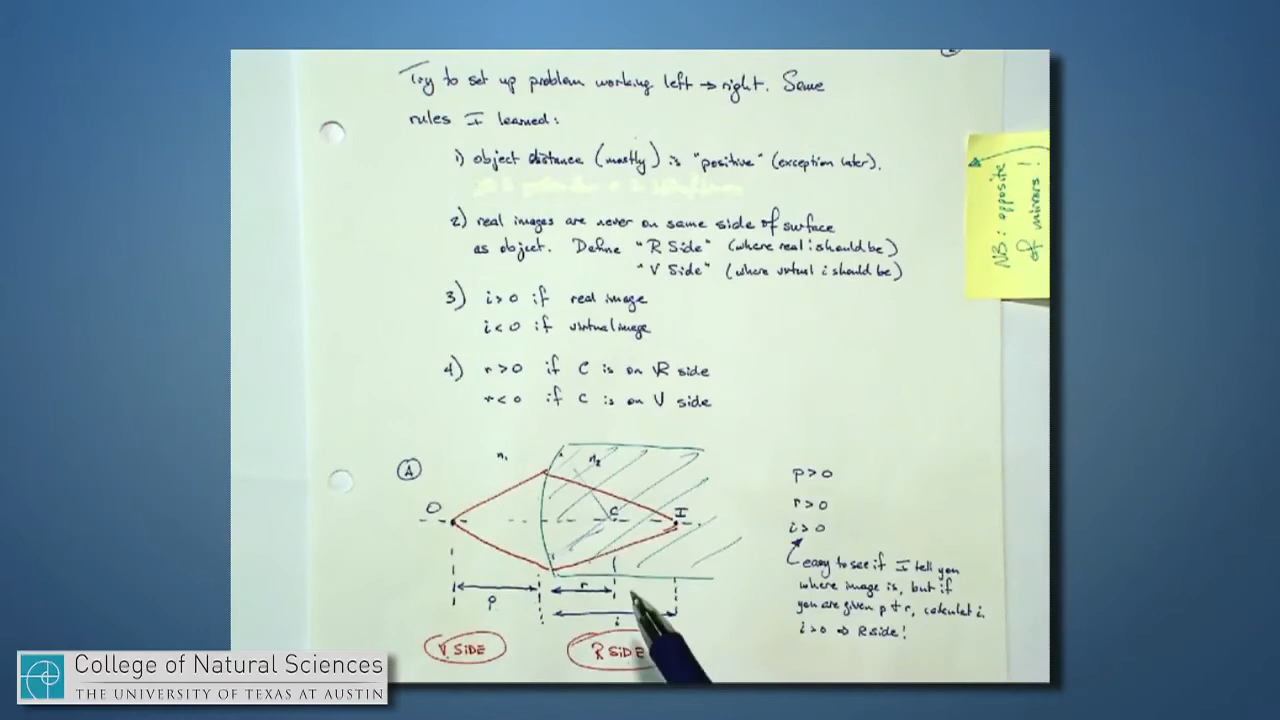 Try to set up problem working left → right. Same
rules I learned:
1) object distance (mostly) is "positive" (exception later).
2) real images are never on same side of surface
as object. Define "R Side" (where real i should be)
"V Side" (where virtual i should be)
3) i>0 if real image
i<0 if virtual image
4) r>0 if C is on R side
r<0 if C is on V side
NB: opposite
of mirrors!
A
n₁
n₂
O
C
I
p
r
i
V SIDE
R SIDE
p>0
r>0
i>0
easy to see if I tell you
where image is, but if
you are given p + r, calculat i.
i>0 ⇒ R side!
College of Natural Sciences
THE UNIVERSITY OF TEXAS AT AUSTIN